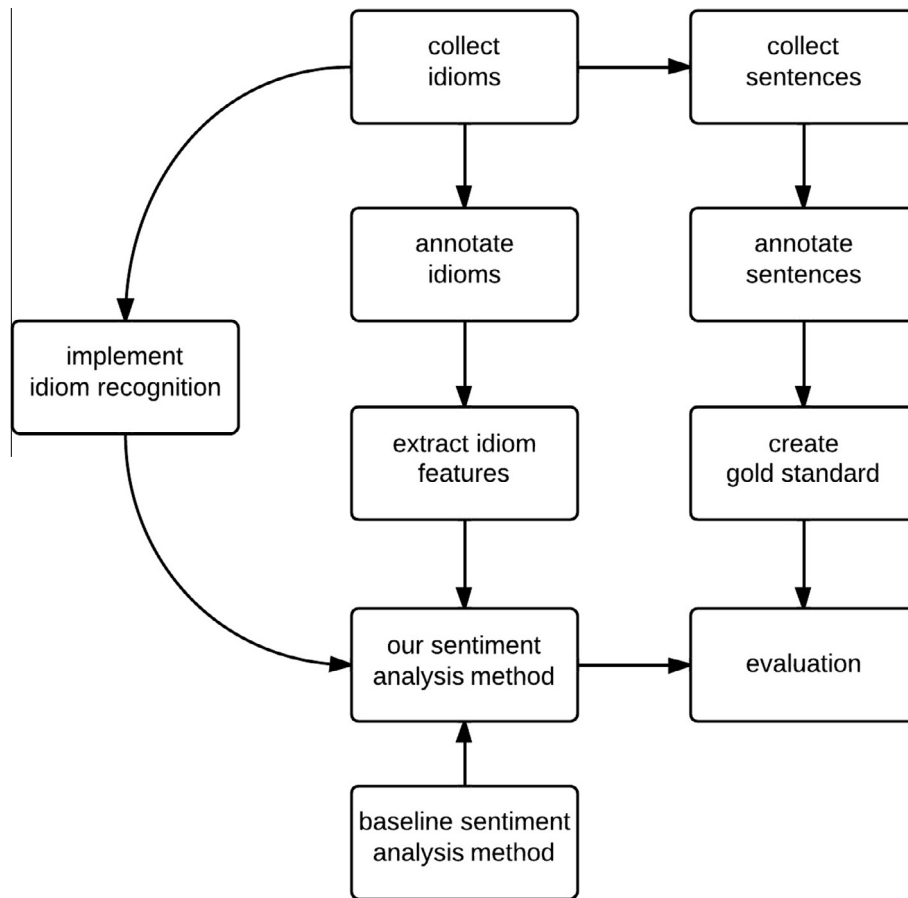 collect
idioms
collect
sentences
annotate
idioms
annotate
sentences
implement
idiom recognition
extract idiom
features
create
gold standard
our sentiment
analysis method
evaluation
baseline sentiment
analysis method